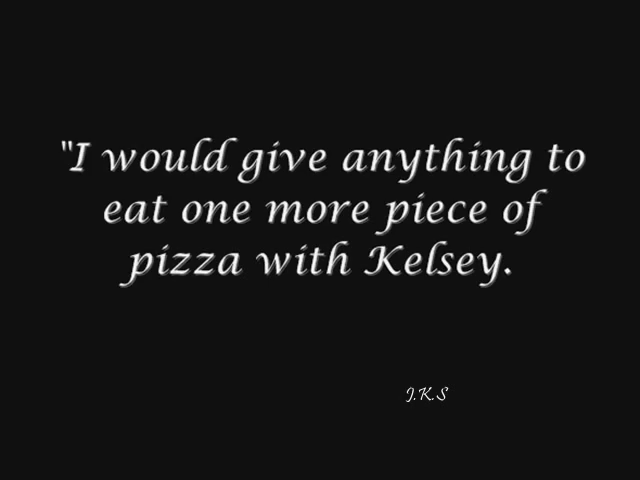 "I would give anything to
eat one more piece of
pizza with Kelsey.
J.K.S